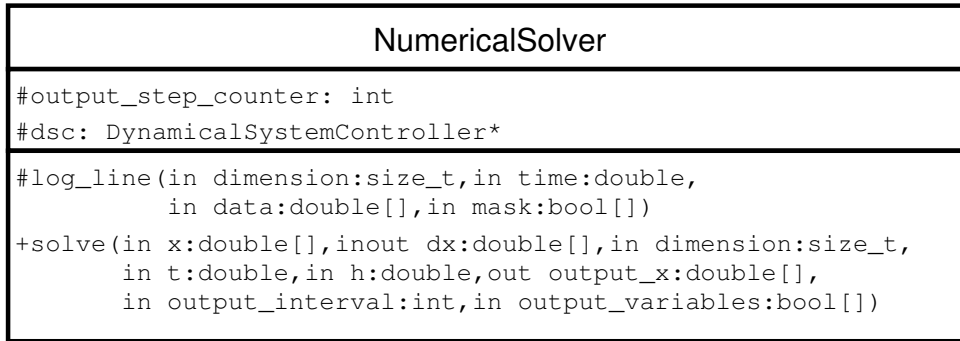 NumericalSolver
#output_step_counter: int
#dsc: DynamicalSystemController*
#log_line(in dimension:size_t,in time:double,
in data:double[],in mask:bool[])
+solve(in x:double[],inout dx:double[],in dimension:size_t,
in t:double,in h:double,out output_x:double[],
in output_interval:int,in output_variables:bool[])